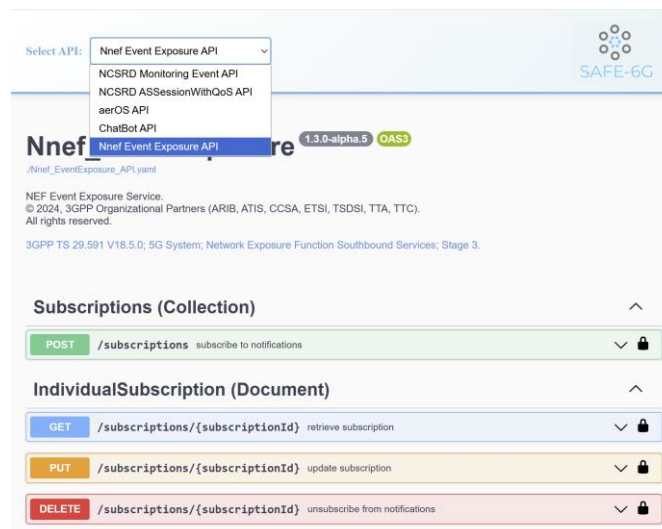 Select API:
Nnef Event Exposure API
NCSRD Monitoring Event API
NCSRD ASSessionWithQoS API
aerOS API
ChatBot API
Nnef Event Exposure API
SAFE-6G
Nnef_ re 1.3.0-alpha.5 OAS3
./Nnef_EventExposure_API.yaml
NEF Event Exposure Service.
© 2024, 3GPP Organizational Partners (ARIB, ATIS, CCSA, ETSI, TSDSI, TTA, TTC).
All rights reserved.
3GPP TS 29.591 V18.5.0; 5G System; Network Exposure Function Southbound Services; Stage 3.
Subscriptions (Collection)
POST /subscriptions subscribe to notifications
IndividualSubscription (Document)
GET /subscriptions/{subscriptionId} retrieve subscription
PUT /subscriptions/{subscriptionId} update subscription
DELETE /subscriptions/{subscriptionId} unsubscribe from notifications